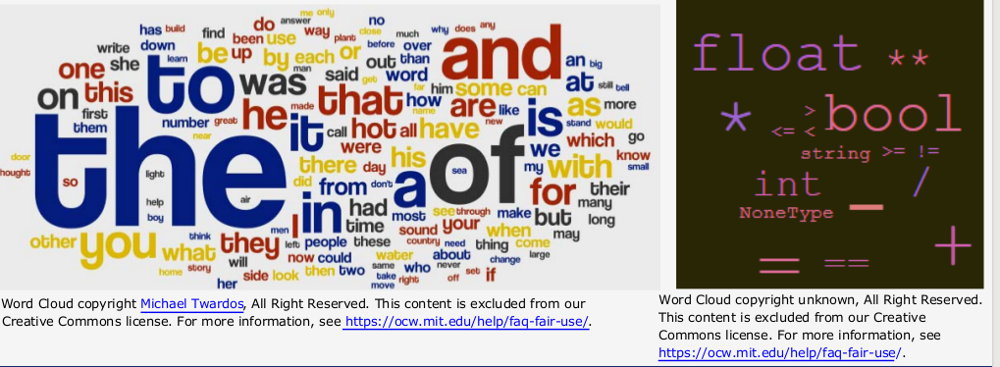 me only
has build
find
do answer
way plant
no
close
much
why does any
write down
been use
before over
and
an big
one she
learn
be up
by each or
out than
at still tell
on this
to
was man
said get
word
far him some can
as more
first
he made
that
how name
are like
is
stand would
them
number great
it call
hot all have new
which go
near
were
we
know
door
the
there day
his
of
sea
my with
small
thought
so
light
did from don't
a
for
their
help
air
in
had
most
see through make
but
many
boy
men
I
time
sound your
when
may
long
other
you
think
what
they
left people these
country need
thing come
now could
water
about
change large
home story
will
side look then two
same
take
who never
off set if
her
move right
float **
*
> bool
<= <
string >= !=
int /
NoneType -
+
= ==
Word Cloud copyright Michael Twardos, All Right Reserved. This content is excluded from our
Creative Commons license. For more information, see https://ocw.mit.edu/help/faq-fair-use/.
Word Cloud copyright unknown, All Right Reserved.
This content is excluded from our Creative
Commons license. For more information, see
https://ocw.mit.edu/help/faq-fair-use/.